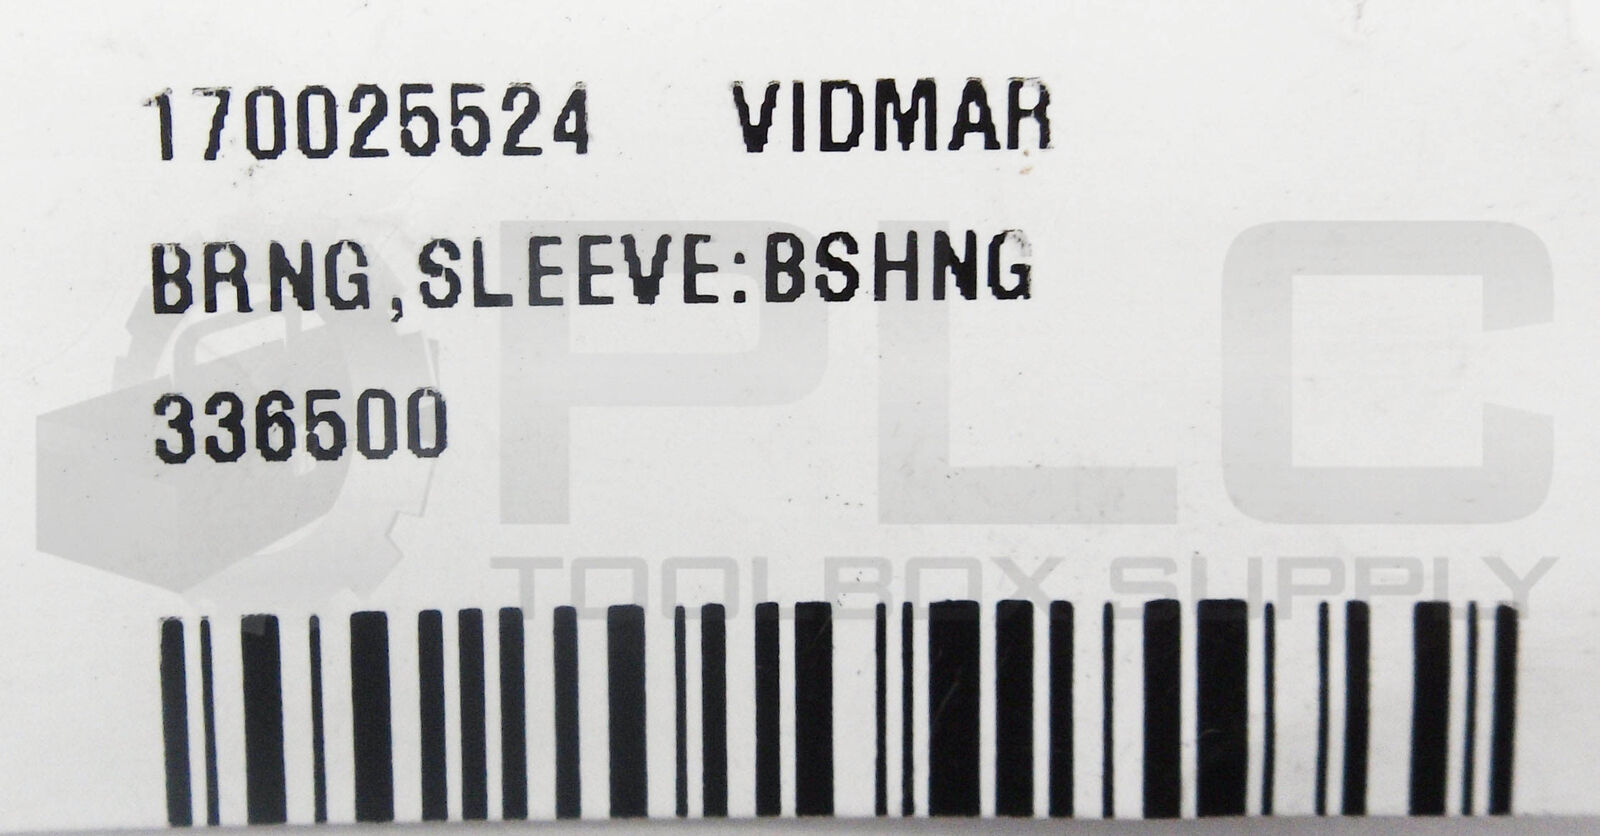 170025524 VIDMAR
BRNG,SLEEVE:BSHNG
336500
PLC
TOOLBOX SUPPLY